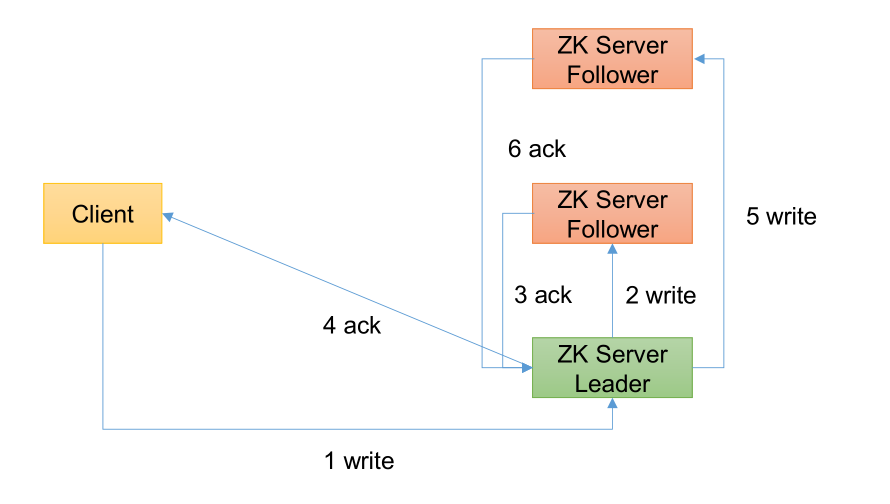 ZK Server
Follower
6 ack
ZK Server
Follower
Client
5 write
3 ack
2 write
4 ack
ZK Server
Leader
1 write